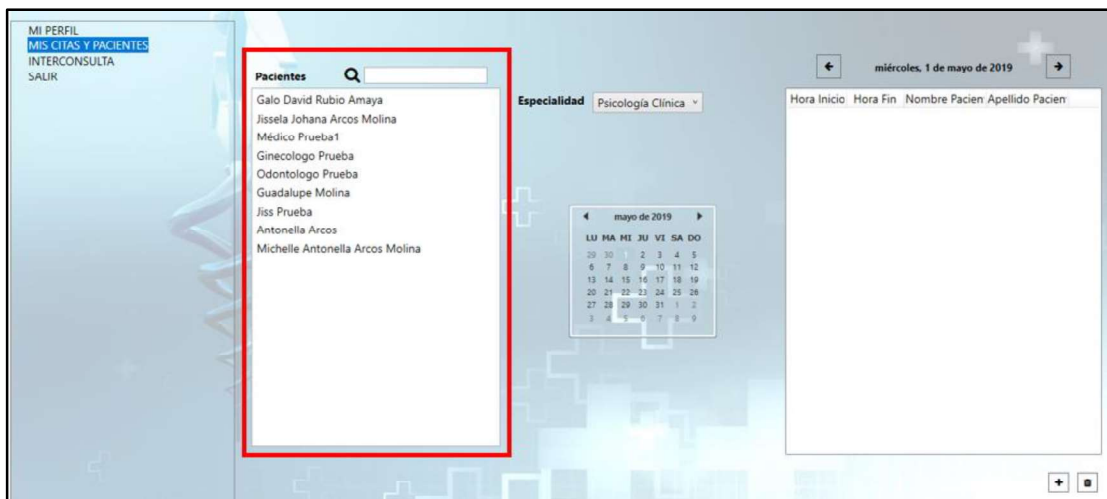 MI PERFIL
MIS CITAS Y PACIENTES
INTERCONSULTA
SALIR
Pacientes
Galo David Rubio Amaya
Jissela Johana Arcos Molina
Médico Prueba1
Ginecologo Prueba
Odontologo Prueba
Guadalupe Molina
Jiss Prueba
Antonella Arcos
Michelle Antonella Arcos Molina
Especialidad Psicología Clínica
mayo de 2019
LU MA MI JU VI SA DO
29 30 1 2 3 4 5
6 7 8 9 10 11 12
13 14 15 16 17 18 19
20 21 22 23 24 25 26
27 28 29 30 31 1 2
3 4 5 6 7 8 9
miércoles, 1 de mayo de 2019
Hora Inicio Hora Fin Nombre Pacien Apellido Pacien